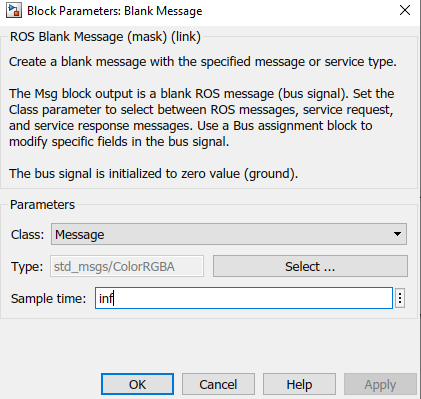 Block Parameters: Blank Message
ROS Blank Message (mask) (link)
Create a blank message with the specified message or service type.
The Msg block output is a blank ROS message (bus signal). Set the
Class parameter to select between ROS messages, service request,
and service response messages. Use a Bus assignment block to
modify specific fields in the bus signal.
The bus signal is initialized to zero value (ground).
Parameters
Class: Message
Type: std_msgs/ColorRGBA Select ...
Sample time: inf
OK Cancel Help Apply